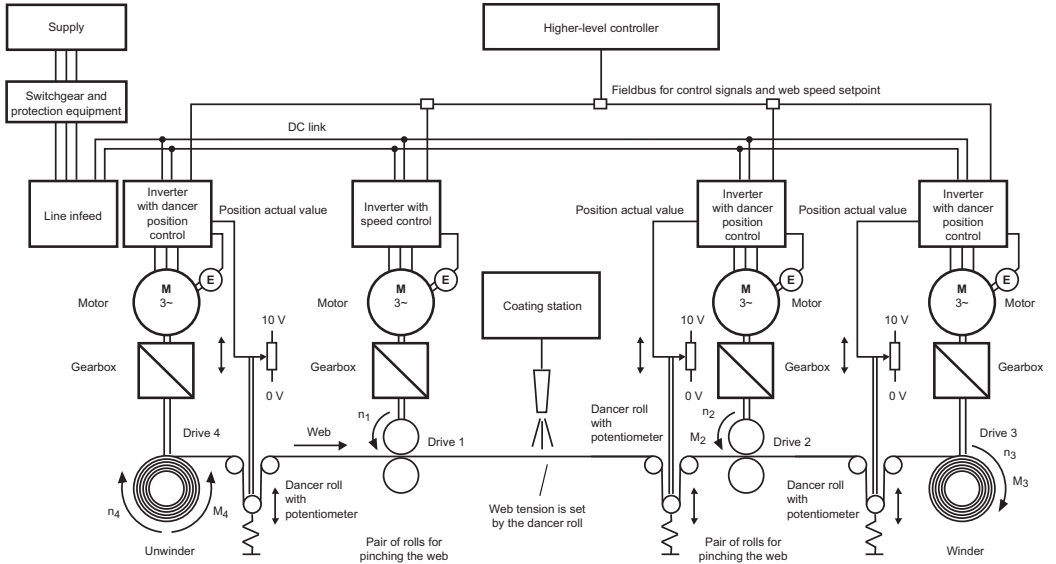 Supply
Higher-level controller
Switchgear and
protection equipment
Fieldbus for control signals and web speed setpoint
DC link
Line infeed
Inverter
with dancer
position
control
Position actual value
Inverter with
speed control
Position actual value
Inverter
with dancer
position
control
Position actual value
Inverter
with dancer
position
control
E
E
E
E
Motor
M
3~
Motor
M
3~
Coating station
M
3~
Motor
M
3~
Motor
10 V
10 V
10 V
Gearbox
Gearbox
Gearbox
Gearbox
0 V
0 V
0 V
n1
Dancer roll
with
potentiometer
n2
M2
Drive 4
Web
Drive 1
Drive 2
Drive 3
n3
M3
n4
M4
Dancer roll
with
potentiometer
Dancer roll
with
potentiometer
Web tension is set
by the dancer roll
Unwinder
Pair of rolls for
pinching the web
Pair of rolls for
pinching the web
Winder